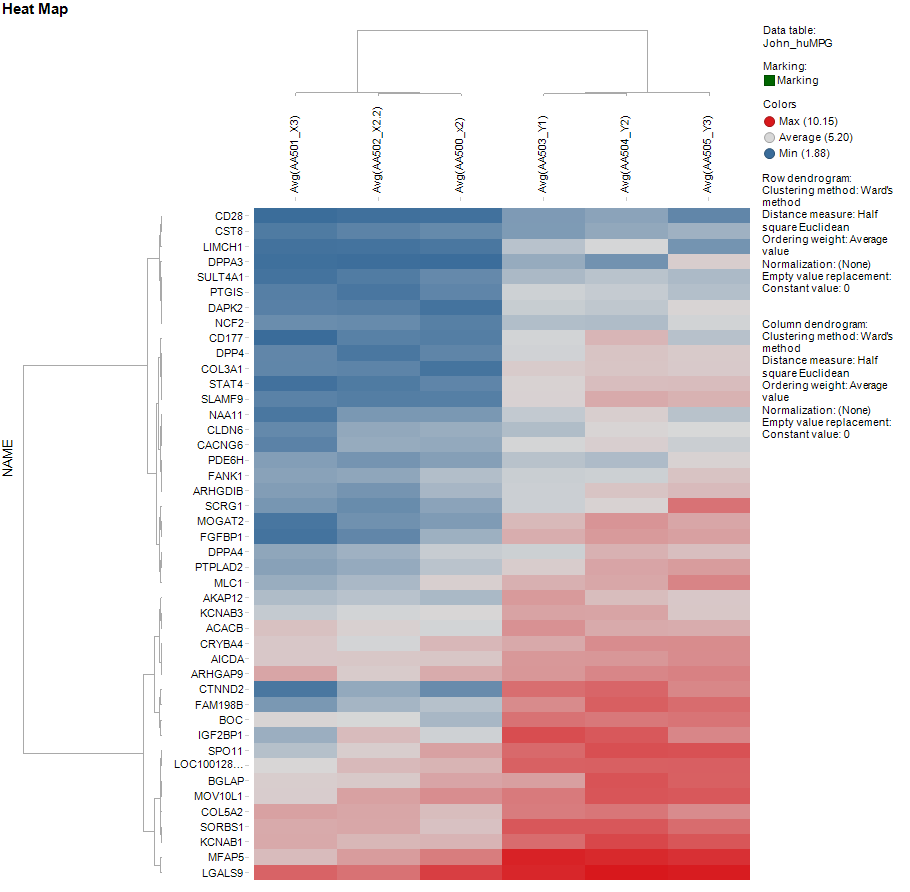 Heat Map
Data table:
John_huMPG
Marking:
Marking
Colors
Max (10.15)
Average (5.20)
Min (1.88)
Row dendrogram:
Clustering method: Ward's
method
Distance measure: Half
square Euclidean
Ordering weight: Average
value
Normalization: (None)
Empty value replacement:
Constant value: 0
Column dendrogram:
Clustering method: Ward's
method
Distance measure: Half
square Euclidean
Ordering weight: Average
value
Normalization: (None)
Empty value replacement:
Constant value: 0
Avg(AA501_X3)
Avg(AA502_X2.2)
Avg(AA500_x2)
Avg(AA503_Y1)
Avg(AA504_Y2)
Avg(AA505_Y3)
NAME
CD28
CST8
LIMCH1
DPPA3
SULT4A1
PTGIS
DAPK2
NCF2
CD177
DPP4
COL3A1
STAT4
SLAMF9
NAA11
CLDN6
CACNG6
PDE6H
FANK1
ARHGDIB
SCRG1
MOGAT2
FGFBP1
DPPA4
PTPLAD2
MLC1
AKAP12
KCNAB3
ACACB
CRYBA4
AICDA
ARHGAP9
CTNND2
FAM198B
BOC
IGF2BP1
SPO11
LOC100128...
BGLAP
MOV10L1
COL5A2
SORBS1
KCNAB1
MFAP5
LGALS9